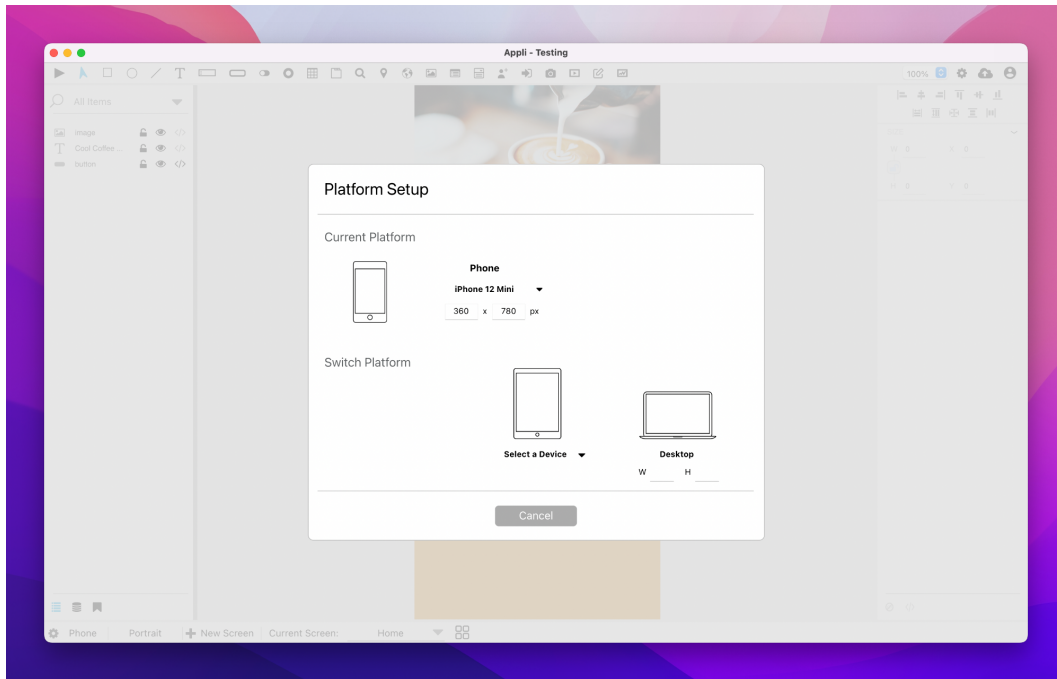 Appli - Testing
T
100%
All Items
image
T Cool Coffee ...
button
Platform Setup
Current Platform
Phone
iPhone 12 Mini
360 x 780 px
Switch Platform
Select a Device
Desktop
W H
Cancel
Phone Portrait New Screen Current Screen: Home